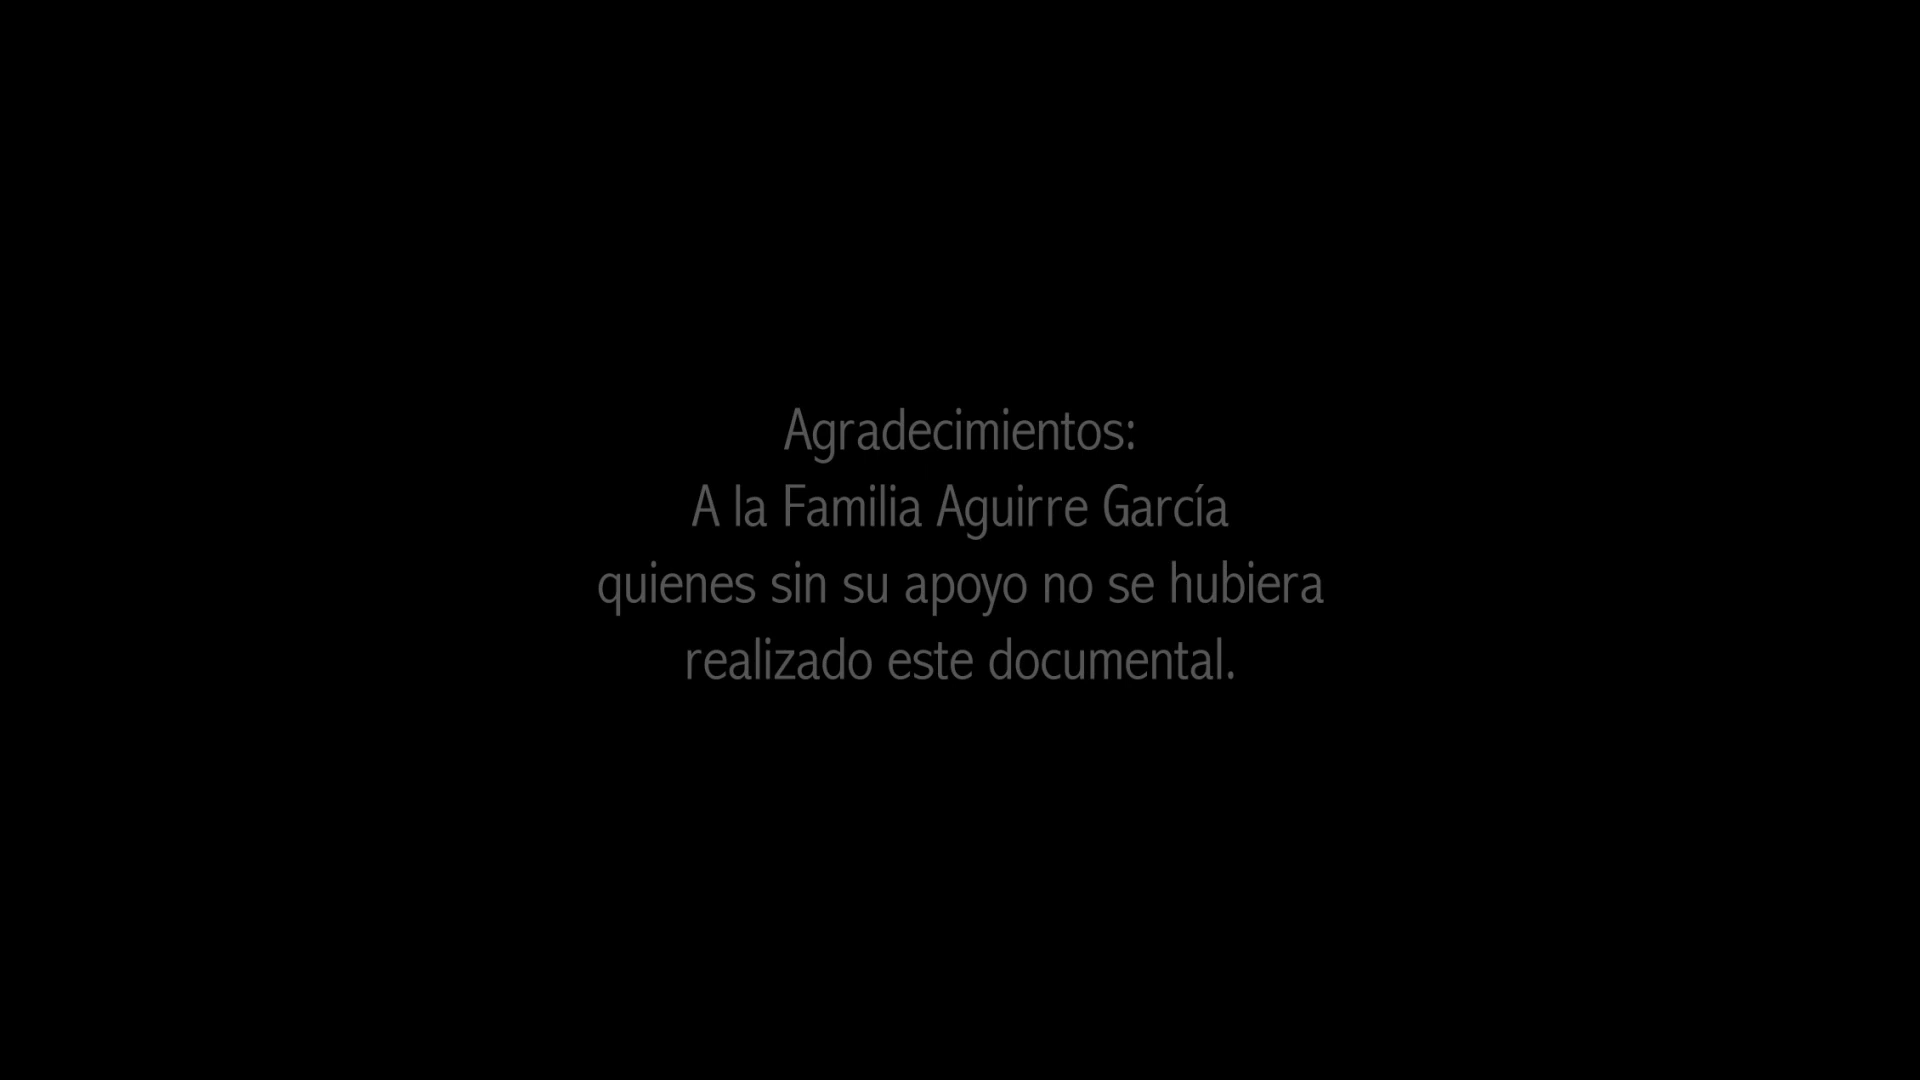 Agradecimientos:
A la Familia Aguirre García
quienes sin su apoyo no se hubiera
realizado este documental.